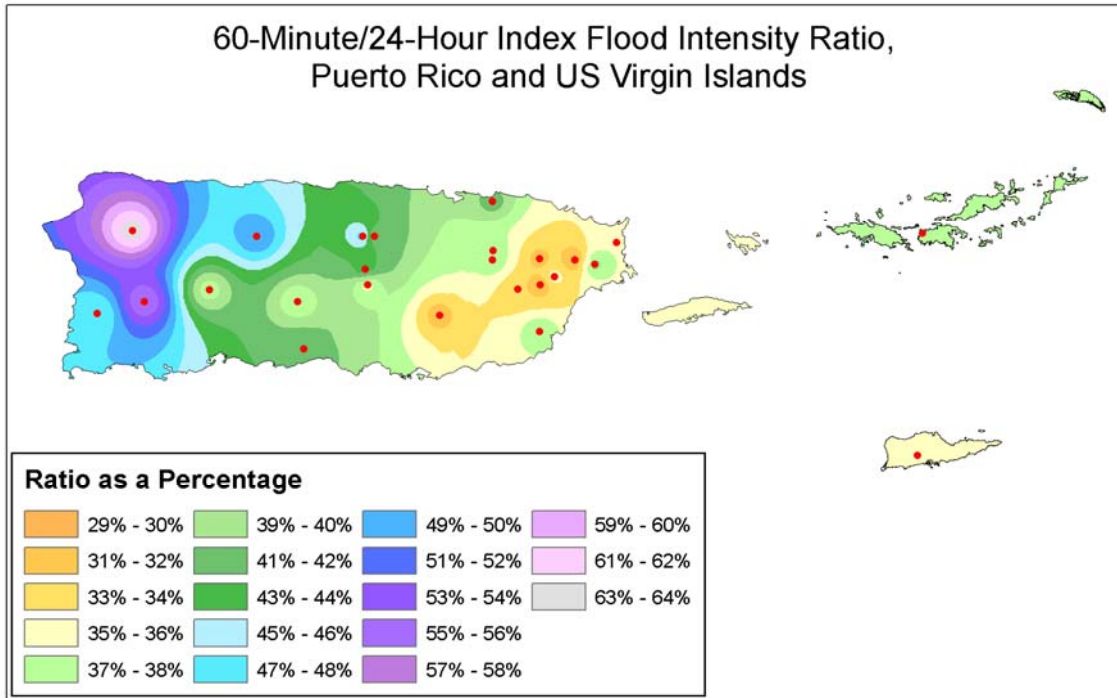 60-Minute/24-Hour Index Flood Intensity Ratio,
Puerto Rico and US Virgin Islands
Ratio as a Percentage
29% - 30%
31% - 32%
33% - 34%
35% - 36%
37% - 38%
39% - 40%
41% - 42%
43% - 44%
45% - 46%
47% - 48%
49% - 50%
51% - 52%
53% - 54%
55% - 56%
57% - 58%
59% - 60%
61% - 62%
63% - 64%